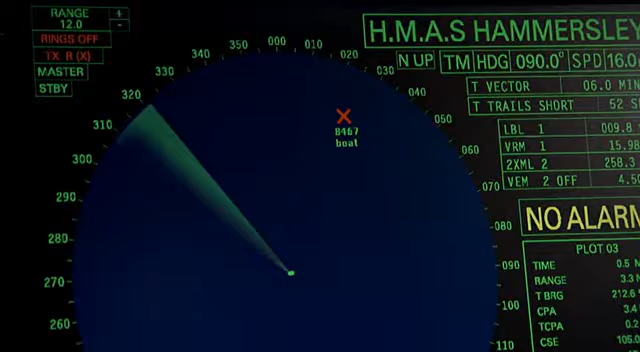 RANGE +
12.0 -
RINGS OFF
TX R (X)
MASTER
STBY
H.M.A.S HAMMERSLEY
N UP
TM HDG 090.0° SPD 16.0
T VECTOR 06.0 MIN
T TRAILS SHORT 52 S
LBL 1 009.8
VRM 1 15.98
2XML 2 258.3
VEM 2 OFF 4.50
NO ALARM
PLOT 03
TIME 0.5
RANGE 3.3
T BRG 212.6
CPA 3.4
TCPA 0.2
CSE 105.0
260
270
280
290
300
310
320
330
340
350
000
010
020
030
040
050
060
070
080
090
100
110
8467
boat